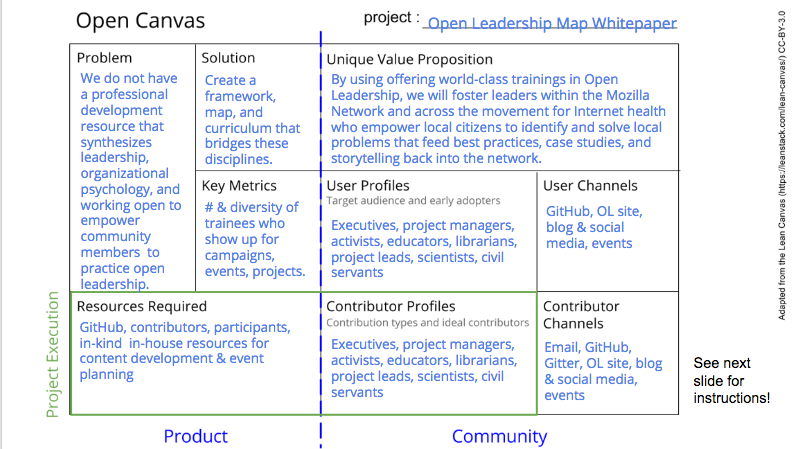 Open Canvas
project : Open Leadership Map Whitepaper
Problem
We do not have
a professional
development
resource that
synthesizes
leadership,
organizational
psychology, and
working open to
empower
community
members  to
practice open
leadership.
Solution
Create a
framework,
map, and
curriculum that
bridges these
disciplines.
Key Metrics
# & diversity of
trainees who
show up for
campaigns,
events, projects.
Unique Value Proposition
By using offering world-class trainings in Open
Leadership, we will foster leaders within the Mozilla
Network and across the movement for Internet health
who empower local citizens to identify and solve local
problems that feed best practices, case studies, and
storytelling back into the network.
User Profiles
Target audience and early adopters
Executives, project managers,
activists, educators, librarians,
project leads, scientists, civil
servants
User Channels
GitHub, OL site,
blog & social
media, events
Project Execution
Resources Required
GitHub, contributors, participants,
in-kind  in-house resources for
content development & event
planning
Contributor Profiles
Contribution types and ideal contributors
Executives, project managers,
activists, educators, librarians,
project leads, scientists, civil
servants
Contributor
Channels
Email, GitHub,
Gitter, OL site, blog
& social media,
events
Product
Community
See next
slide for
instructions!
Adapted from the Lean Canvas (https://leanstack.com/lean-canvas/) CC-BY-3.0